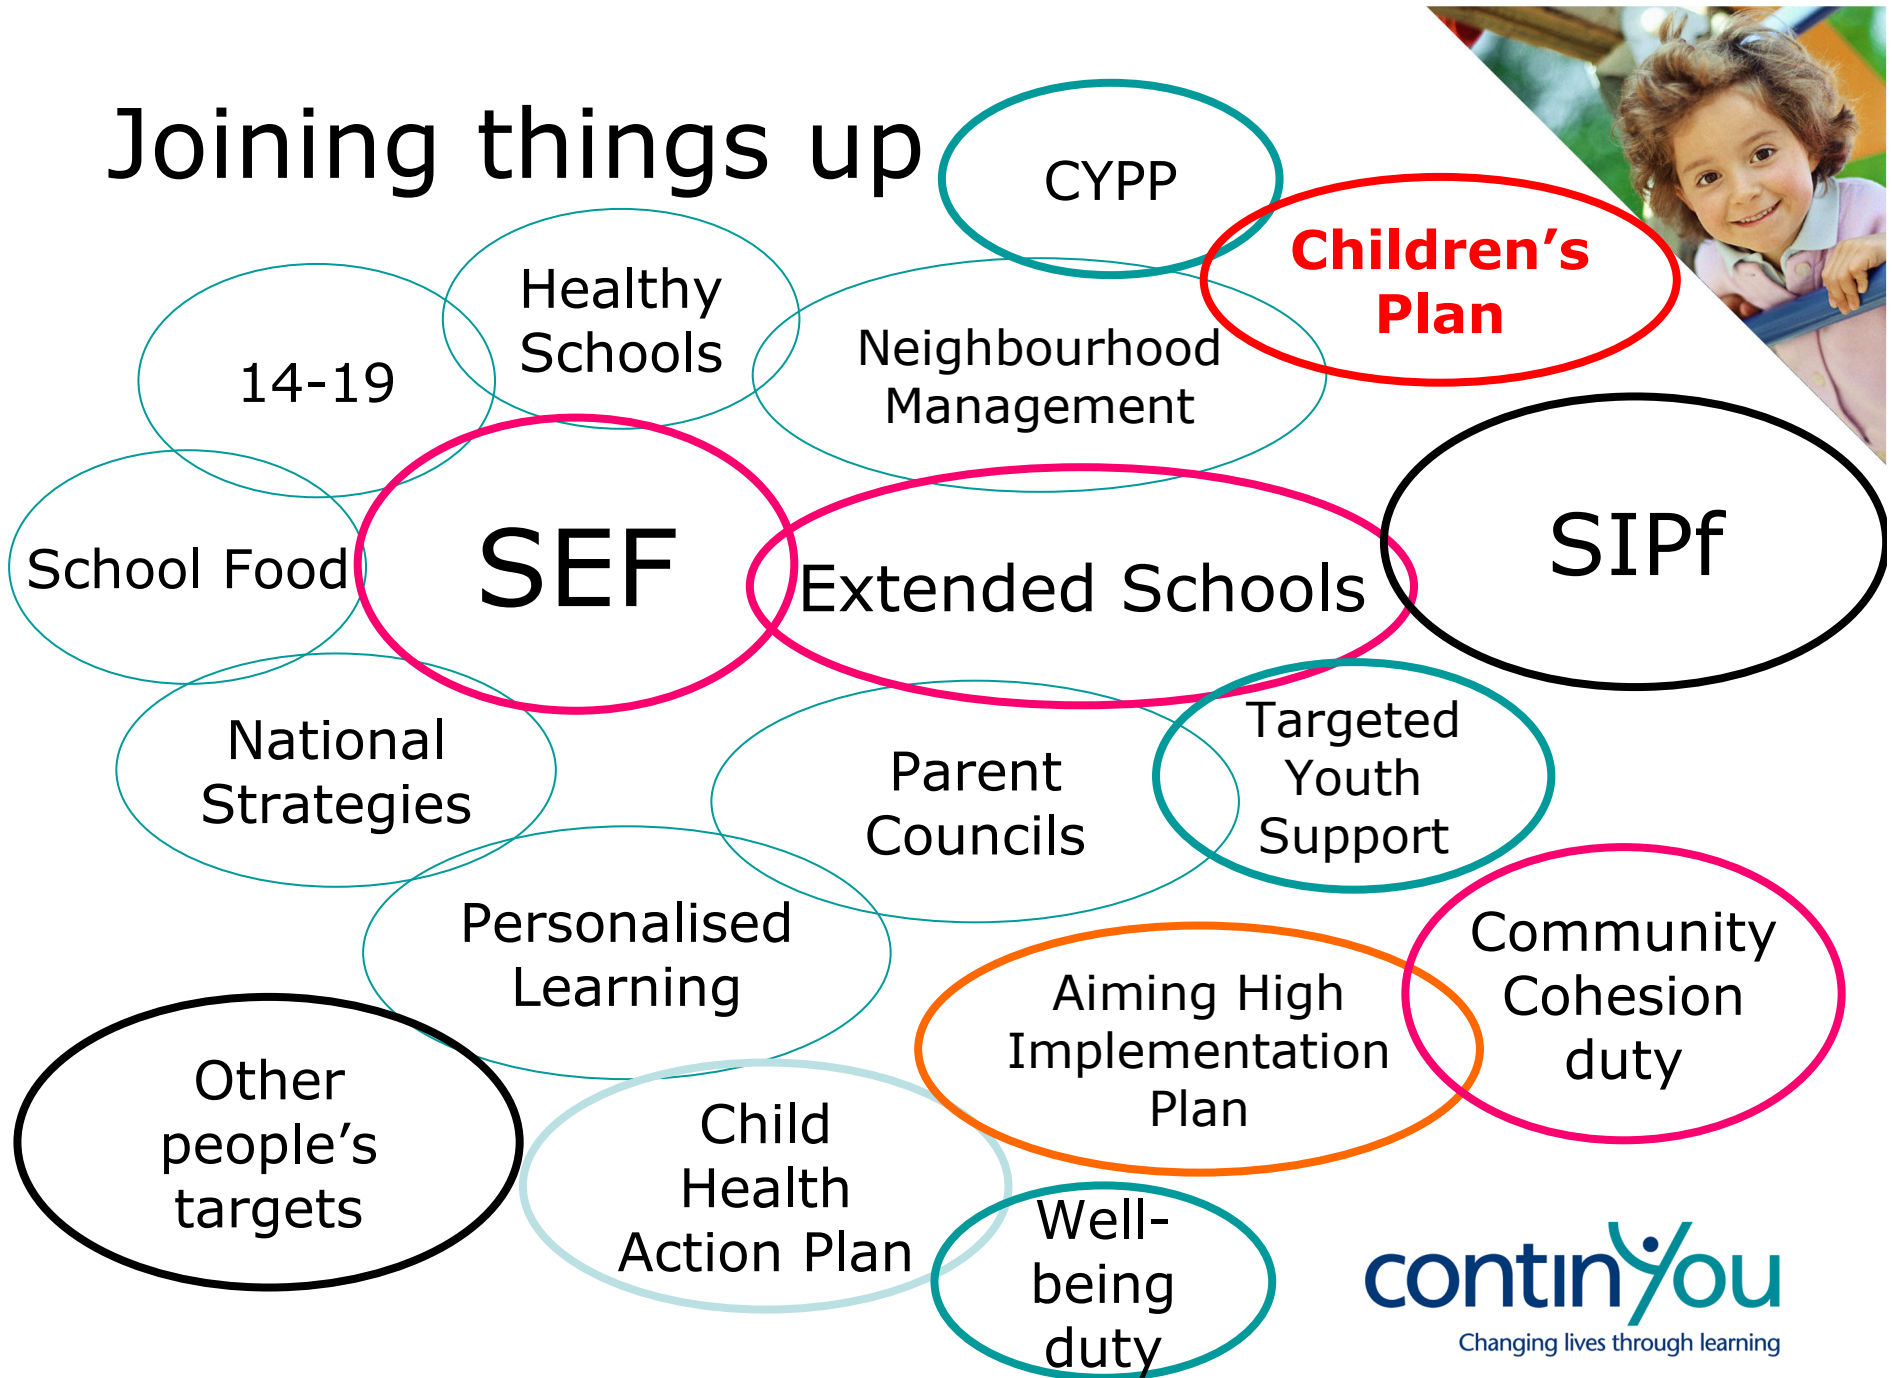 Joining things up
CYPP
Children’s
Plan
Healthy
Schools
Neighbourhood
Management
14-19
SIPf
SEF
School Food
Extended Schools
National
Strategies
Parent
Councils
Targeted
Youth
Support
Personalised
Learning
Community
Cohesion
duty
Aiming High
Implementation
Plan
Other
people’s
targets
Child
Health
Action Plan
Well-
being
duty
continYou
Changing lives through learning